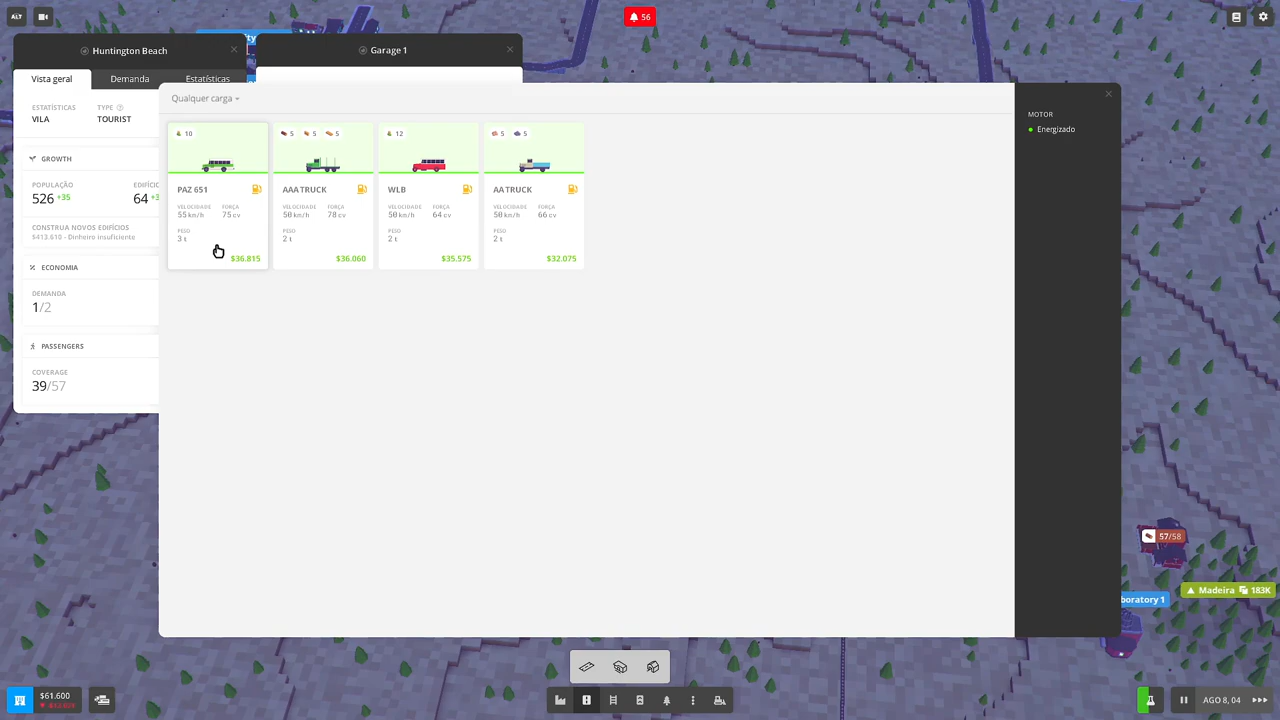 ALT
56
Huntington Beach
Garage 1
Vista geral
Demanda
Estatísticas
Qualquer carga
ESTATÍSTICAS
TYPE
VILA
TOURIST
GROWTH
POPULAÇÃO
526 +35
64
CONSTRUA NOVOS EDIFÍCIOS
$413.610 - Dinheiro insuficiente
ECONOMIA
DEMANDA
1/2
PASSENGERS
COVERAGE
39/57
10
PAZ 651
VELOCIDADE
FORÇA
55 km/h
75 cv
PESO
3 t
$36.815
5
5
5
AAA TRUCK
VELOCIDADE
FORÇA
50 km/h
78 cv
PESO
2 t
$36.060
12
WLB
VELOCIDADE
FORÇA
50 km/h
64 cv
PESO
2 t
$35.575
5
5
AA TRUCK
VELOCIDADE
FORÇA
50 km/h
66 cv
PESO
2 t
$32.075
MOTOR
Energizado
57/58
Madeira
183K
boratory 1
$61.600
AGO 8, 04